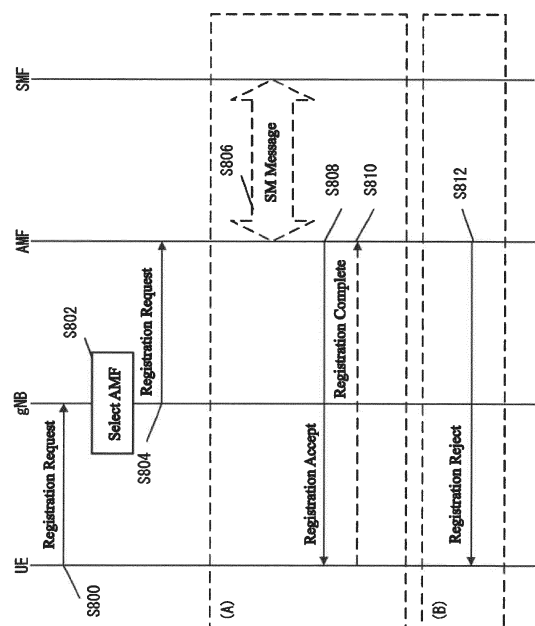 UE
gNB
AMF
SMF
S800
Registration Request
S802
Select AMF
S804
Registration Request
(A)
S806
SM Message
Registration Accept
S808
Registration Complete
S810
(B)
Registration Reject
S812